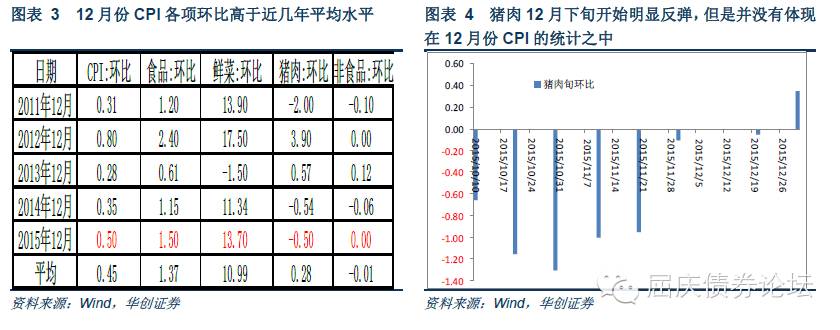 图表 3 12 月份 CPI 各项环比高于近几年平均水平
日期 CPI:环比 食品:环比 鲜菜:环比 猪肉:环比 非食品:环比
2011年12月 0.31 1.20 13.90 -2.00 -0.10
2012年12月 0.80 2.40 17.50 3.90 0.00
2013年12月 0.28 0.61 -1.50 0.57 0.12
2014年12月 0.35 1.15 11.34 -0.54 -0.06
2015年12月 0.50 1.50 13.70 -0.50 0.00
平均 0.45 1.37 10.99 0.28 -0.01
资料来源：Wind，华创证券
图表 4 猪肉 12 月下旬开始明显反弹，但是并没有体现
在 12 月份 CPI 的统计之中
0.60
0.40
0.20
0.00
-0.20
-0.40
-0.60
-0.80
-1.00
-1.20
-1.40
猪肉旬环比
2015/10/10
2015/10/17
2015/10/24
2015/10/31
2015/11/7
2015/11/14
2015/11/21
2015/11/28
2015/12/5
2015/12/12
2015/12/19
2015/12/26
资料来源：Wind，华创证券
屈庆债券论坛